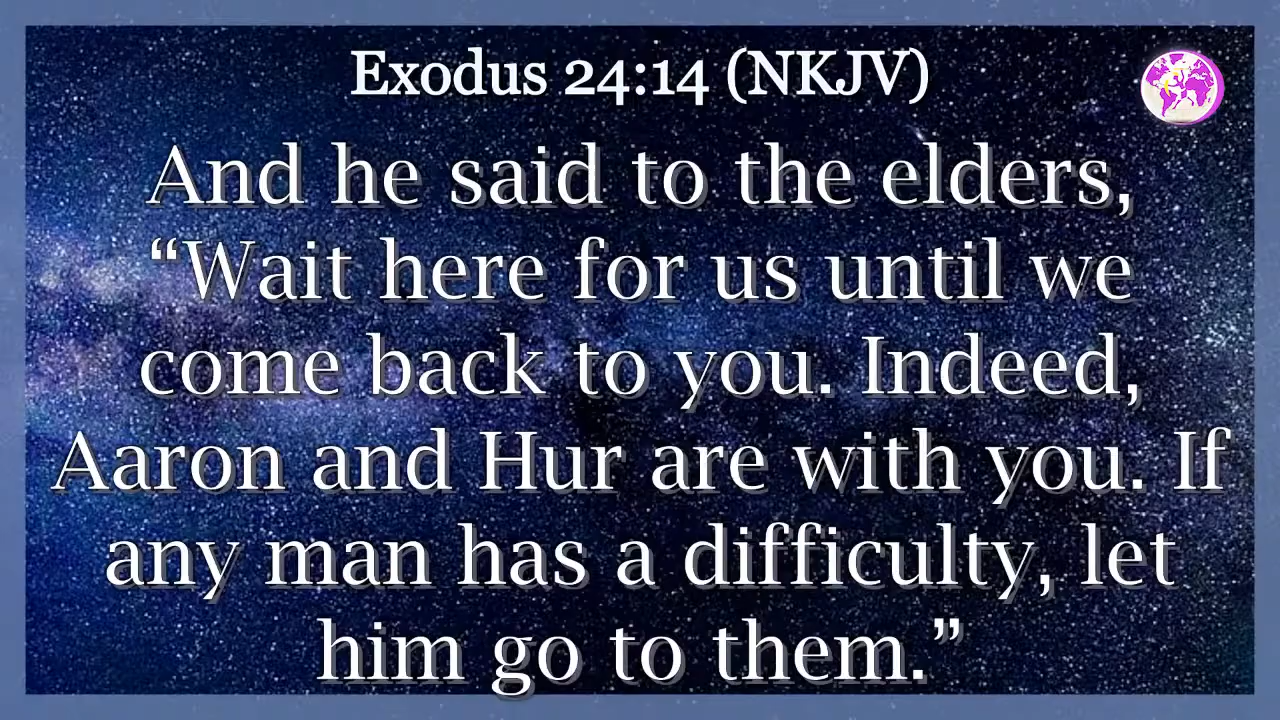 Exodus 24:14 (NKJV)
And he said to the elders,
“Wait here for us until we
come back to you. Indeed,
Aaron and Hur are with you. If
any man has a difficulty, let
him go to them.”